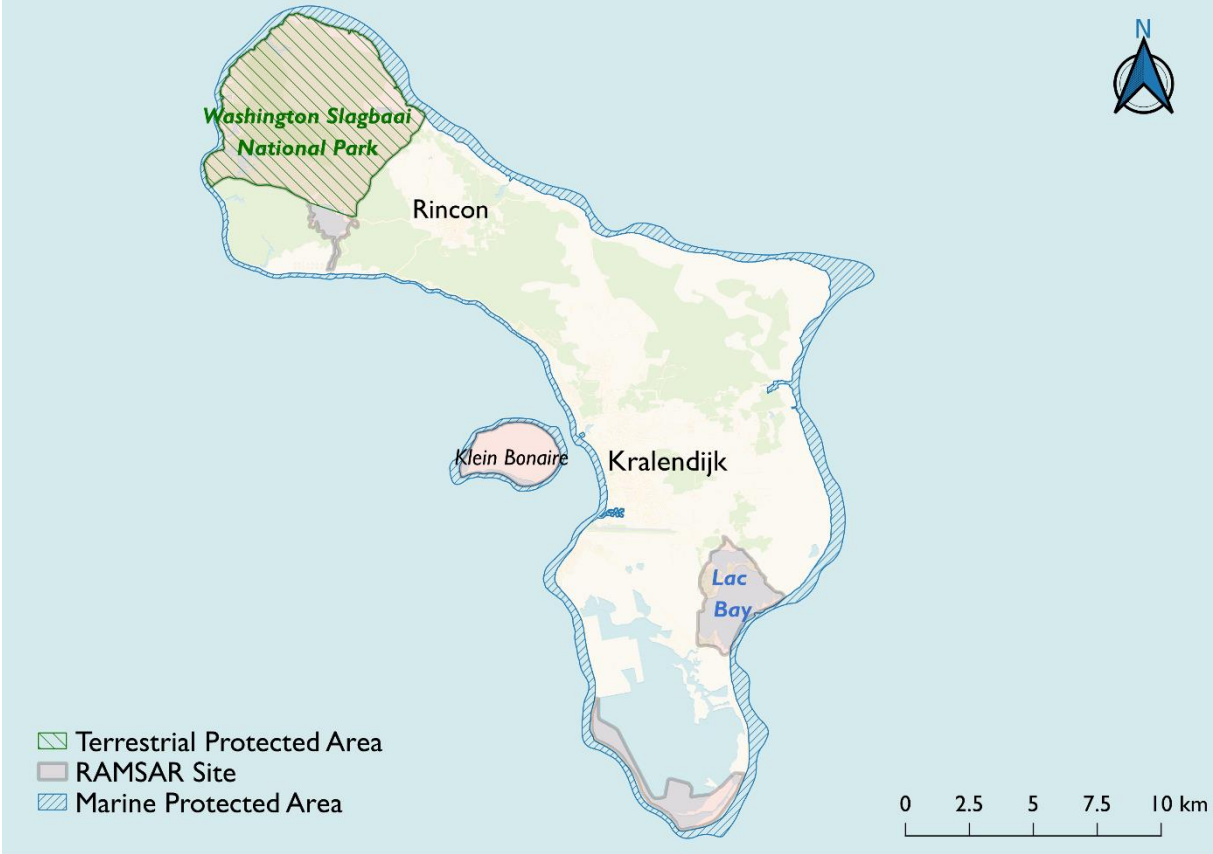 N
Washington Slagbaai
National Park
Rincon
Klein Bonaire
Kralendijk
Lac
Bay
Terrestrial Protected Area
RAMSAR Site
Marine Protected Area
0 2.5 5 7.5 10 km